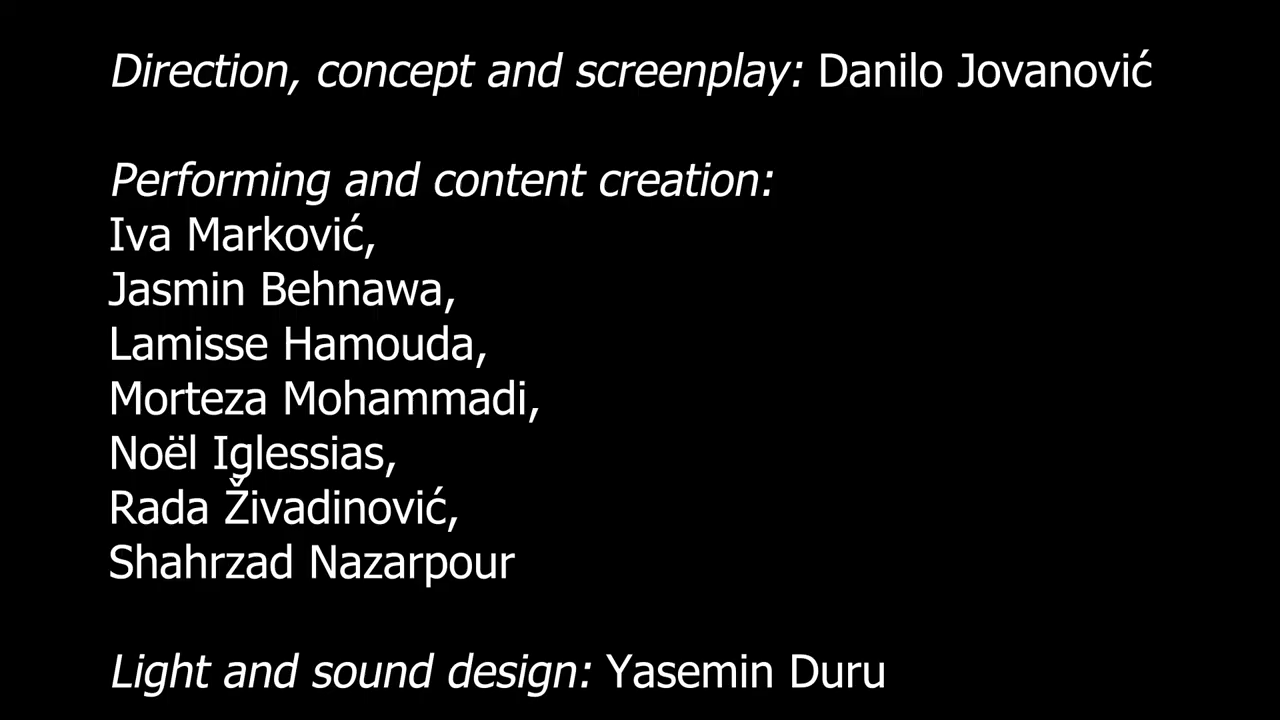 Direction, concept and screenplay: Danilo Jovanović
Performing and content creation:
Iva Marković,
Jasmin Behnawa,
Lamisse Hamouda,
Morteza Mohammadi,
Noël Iglessias,
Rada Živadinović,
Shahrzad Nazarpour
Light and sound design: Yasemin Duru